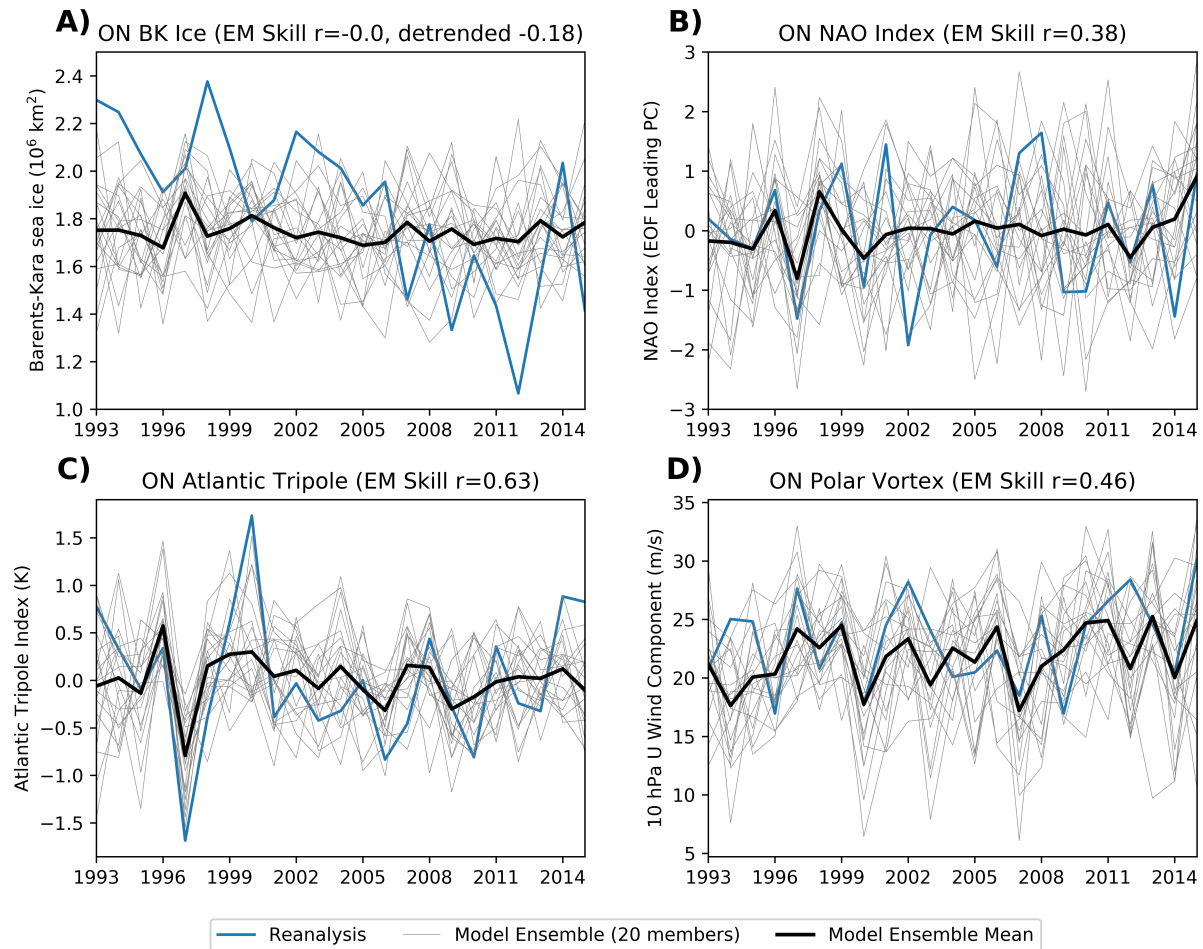 A) ON BK Ice (EM Skill r=-0.0, detrended -0.18)
Barents-Kara sea ice (10⁶ km²)
2.4
2.2
2.0
1.8
1.6
1.4
1.2
1.0
1993 1996 1999 2002 2005 2008 2011 2014
B) ON NAO Index (EM Skill r=0.38)
NAO Index (EOF Leading PC)
3
2
1
0
−1
−2
−3
1993 1996 1999 2002 2005 2008 2011 2014
C) ON Atlantic Tripole (EM Skill r=0.63)
Atlantic Tripole Index (K)
1.5
1.0
0.5
0.0
−0.5
−1.0
−1.5
1993 1996 1999 2002 2005 2008 2011 2014
D) ON Polar Vortex (EM Skill r=0.46)
10 hPa U Wind Component (m/s)
35
30
25
20
15
10
5
1993 1996 1999 2002 2005 2008 2011 2014
Reanalysis Model Ensemble (20 members) Model Ensemble Mean